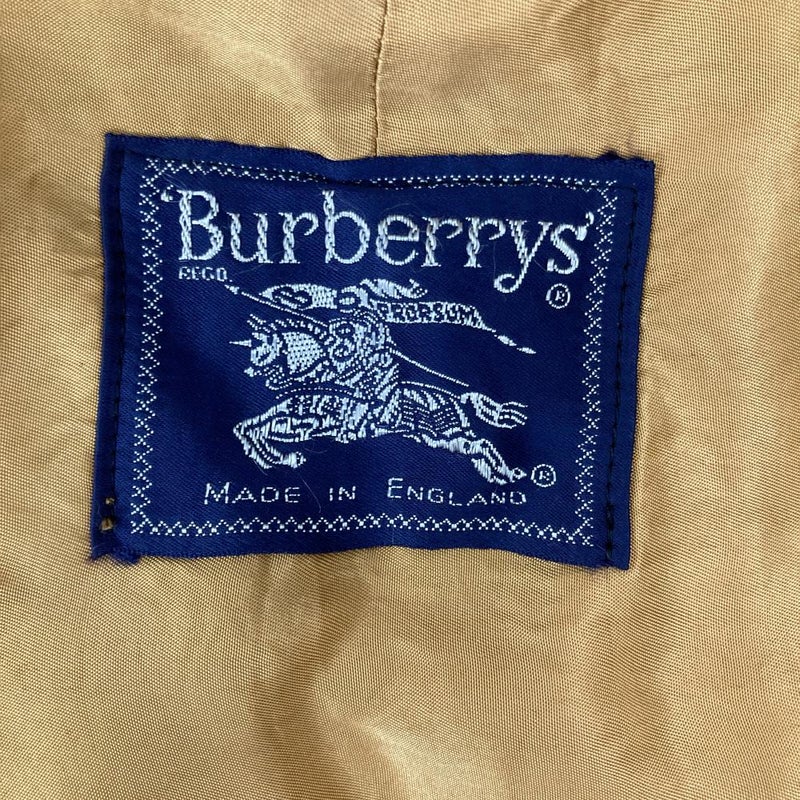 'Burberrys'
REGD.
®
PRORSUM
®
MADE IN ENGLAND